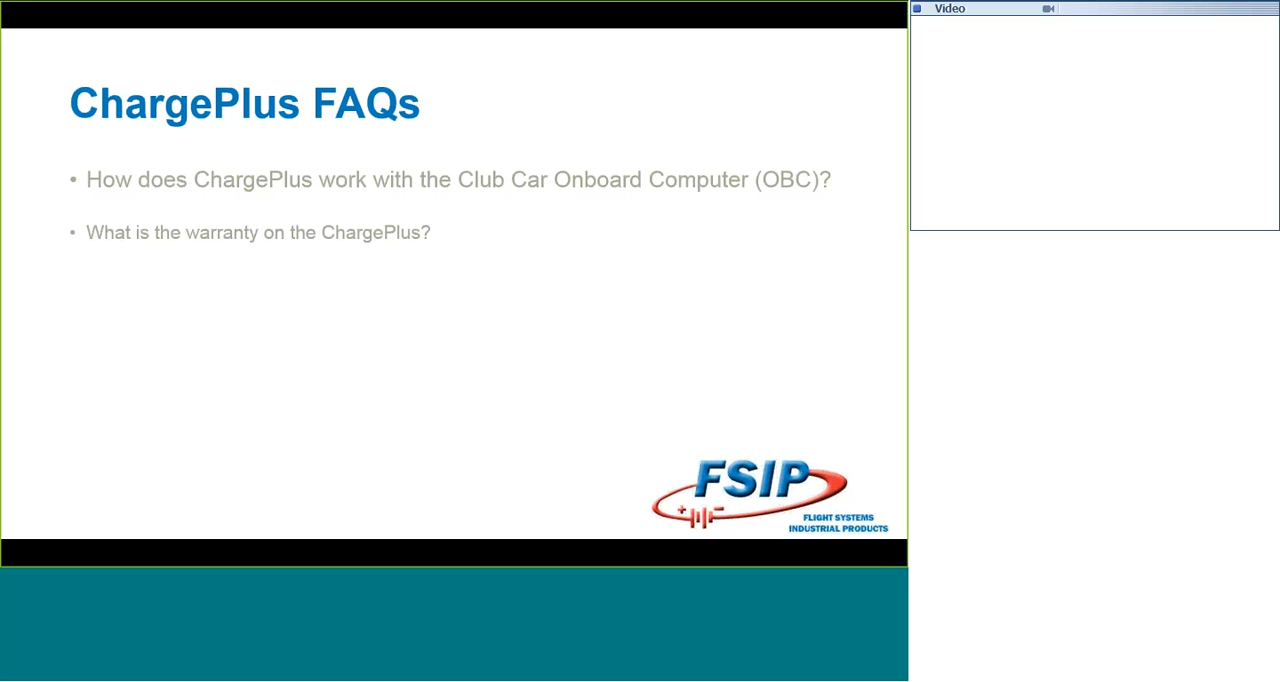 Video
ChargePlus FAQs
• How does ChargePlus work with the Club Car Onboard Computer (OBC)?
• What is the warranty on the ChargePlus?
FSIP
FLIGHT SYSTEMS
INDUSTRIAL PRODUCTS